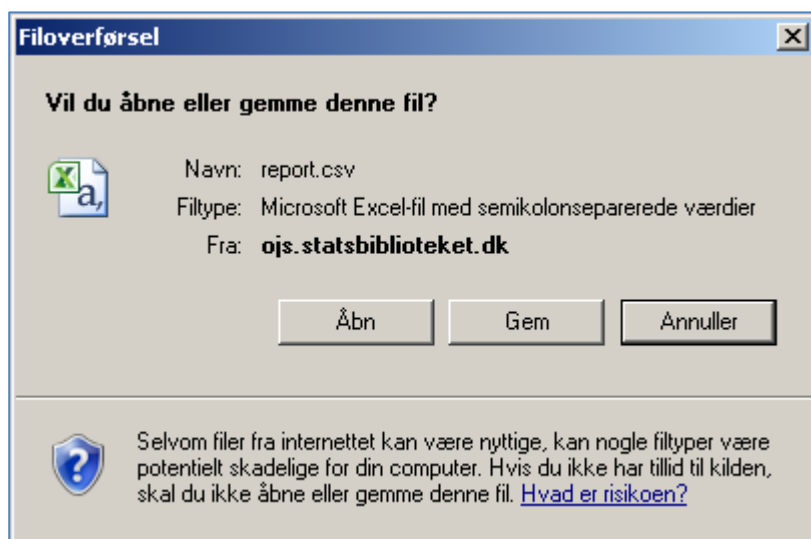 Filoverførsel
Vil du åbne eller gemme denne fil?
Navn: report.csv
Filtype: Microsoft Excel-fil med semikolonseparerede værdier
Fra: ojs.statsbiblioteket.dk
Åbn Gem Annuller
Selvom filer fra internettet kan være nyttige, kan nogle filtyper være
potentielt skadelige for din computer. Hvis du ikke har tillid til kilden,
skal du ikke åbne eller gemme denne fil. Hvad er risikoen?